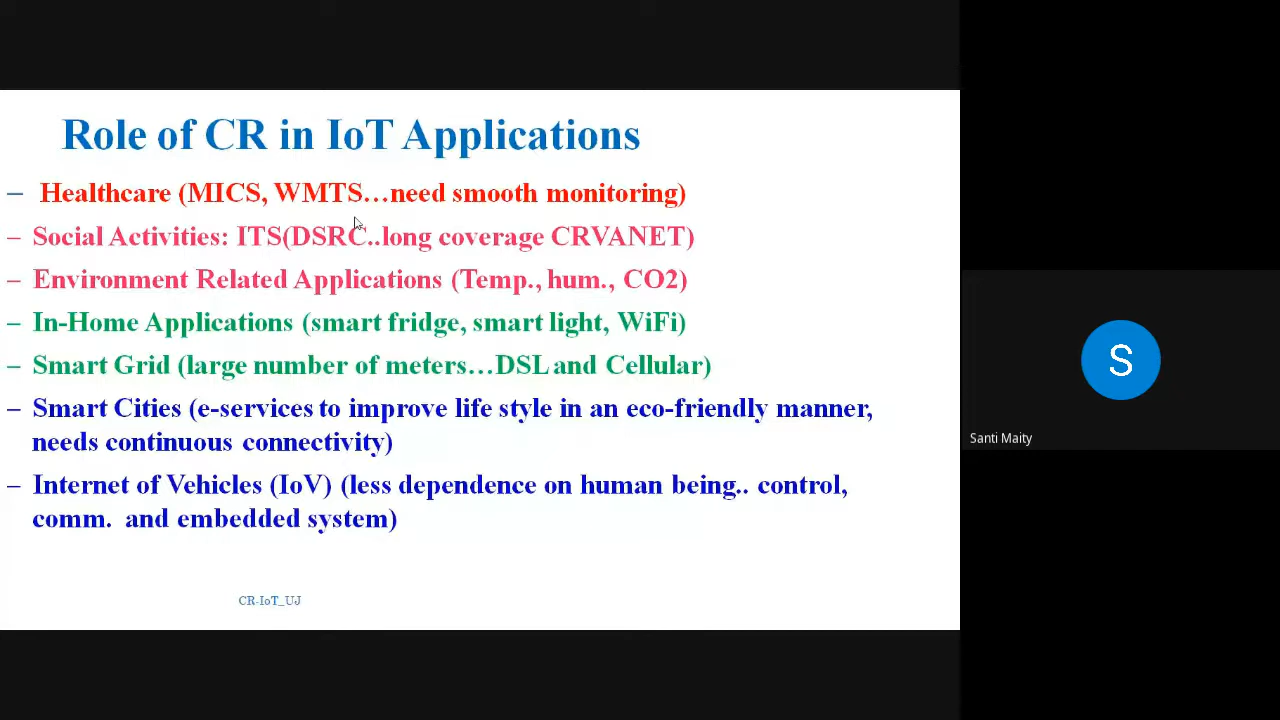 Role of CR in IoT Applications
– Healthcare (MICS, WMTS…need smooth monitoring)
– Social Activities: ITS(DSRC..long coverage CRVANET)
– Environment Related Applications (Temp., hum., CO2)
– In-Home Applications (smart fridge, smart light, WiFi)
– Smart Grid (large number of meters…DSL and Cellular)
– Smart Cities (e-services to improve life style in an eco-friendly manner,
needs continuous connectivity)
– Internet of Vehicles (IoV) (less dependence on human being.. control,
comm. and embedded system)
CR-IoT_UJ
S
Santi Maity